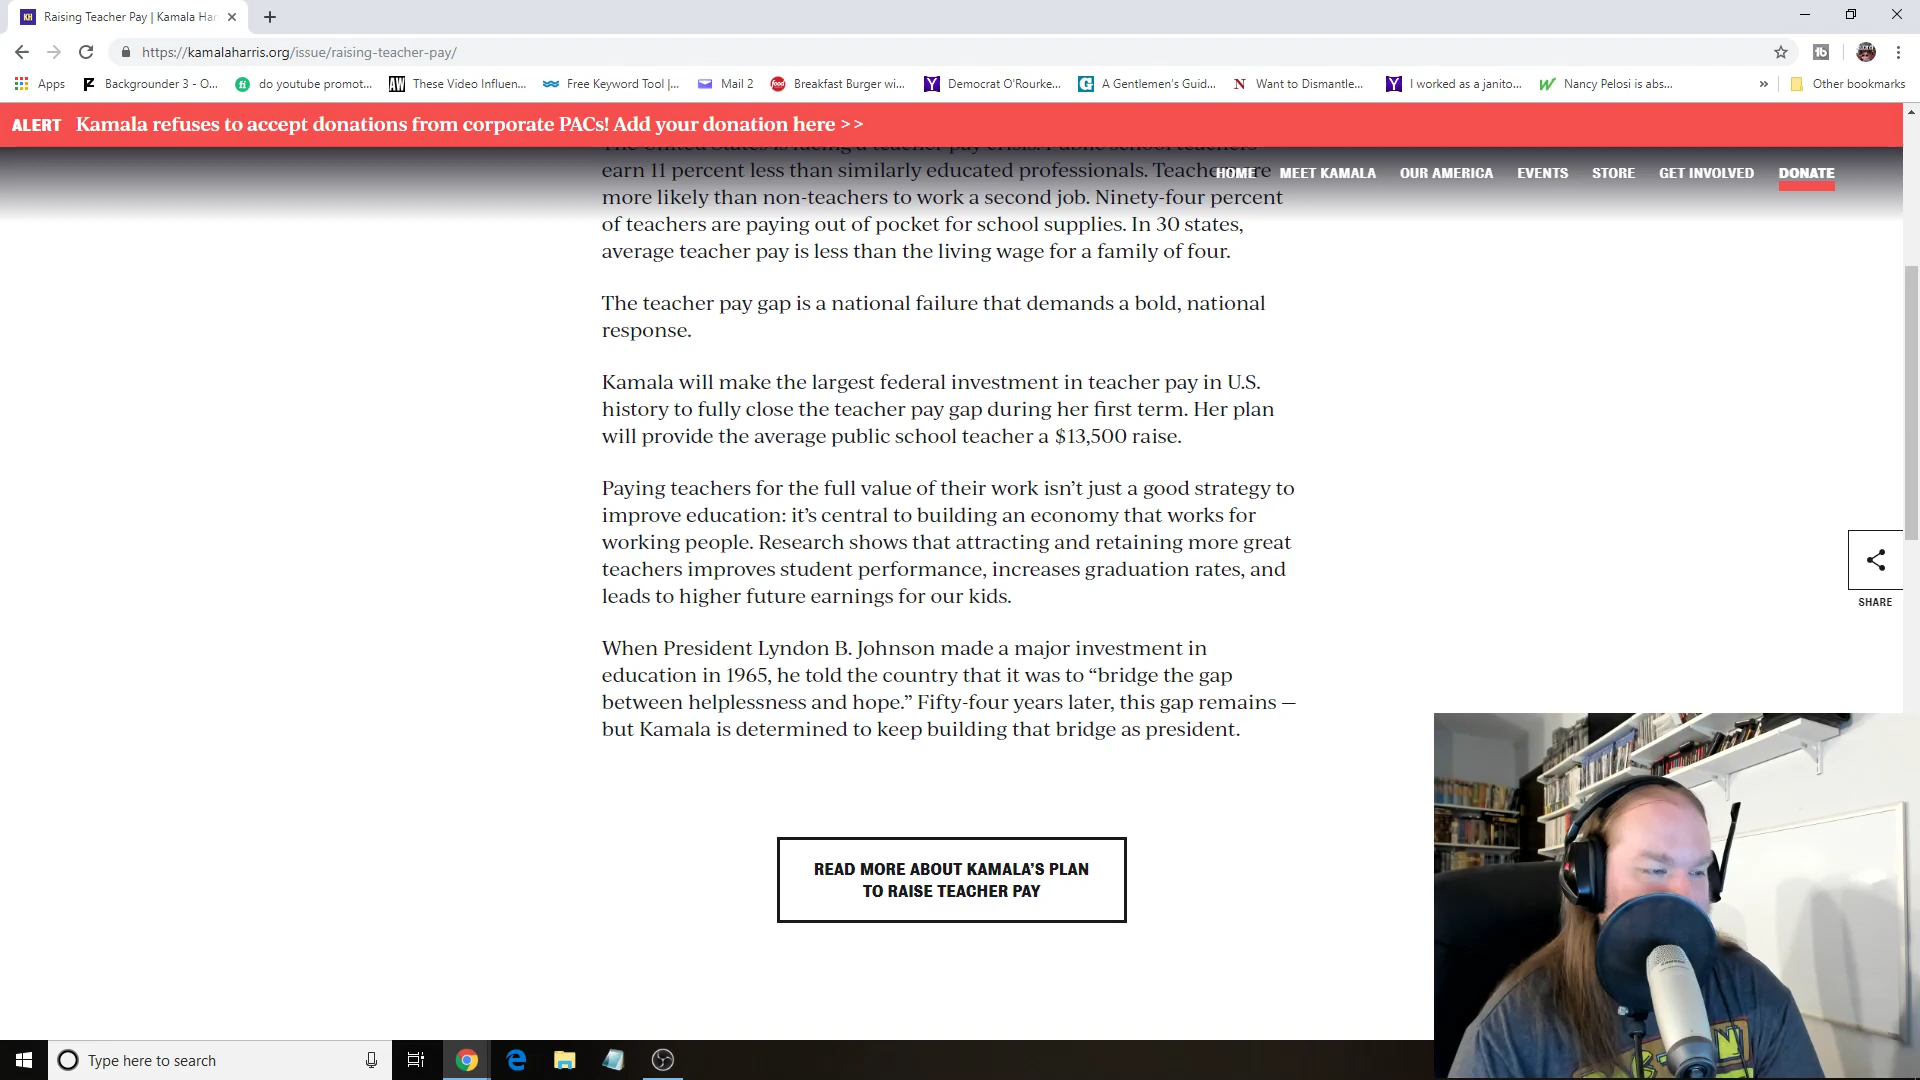 Raising Teacher Pay | Kamala Har
https://kamalaharris.org/issue/raising-teacher-pay/
Apps
Backgrounder 3 - O...
do youtube promot...
These Video Influen...
Free Keyword Tool |...
Mail 2
Breakfast Burger wi...
Democrat O'Rourke...
A Gentlemen's Guid...
Want to Dismantle...
I worked as a janito...
Nancy Pelosi is abs...
»
Other bookmarks
ALERT Kamala refuses to accept donations from corporate PACs! Add your donation here >>
HOME MEET KAMALA OUR AMERICA EVENTS STORE GET INVOLVED DONATE
The United States is facing a teacher pay crisis. Public school teachers
earn 11 percent less than similarly educated professionals.
more likely than non-teachers to work a second job. Ninety-four percent
of teachers are paying out of pocket for school supplies. In 30 states,
average teacher pay is less than the living wage for a family of four.
The teacher pay gap is a national failure that demands a bold, national
response.
Kamala will make the largest federal investment in teacher pay in U.S.
history to fully close the teacher pay gap during her first term. Her plan
will provide the average public school teacher a $13,500 raise.
Paying teachers for the full value of their work isn't just a good strategy to
improve education: it's central to building an economy that works for
working people. Research shows that attracting and retaining more great
teachers improves student performance, increases graduation rates, and
leads to higher future earnings for our kids.
SHARE
When President Lyndon B. Johnson made a major investment in
education in 1965, he told the country that it was to “bridge the gap
between helplessness and hope.” Fifty-four years later, this gap remains —
but Kamala is determined to keep building that bridge as president.
READ MORE ABOUT KAMALA'S PLAN
TO RAISE TEACHER PAY
Type here to search